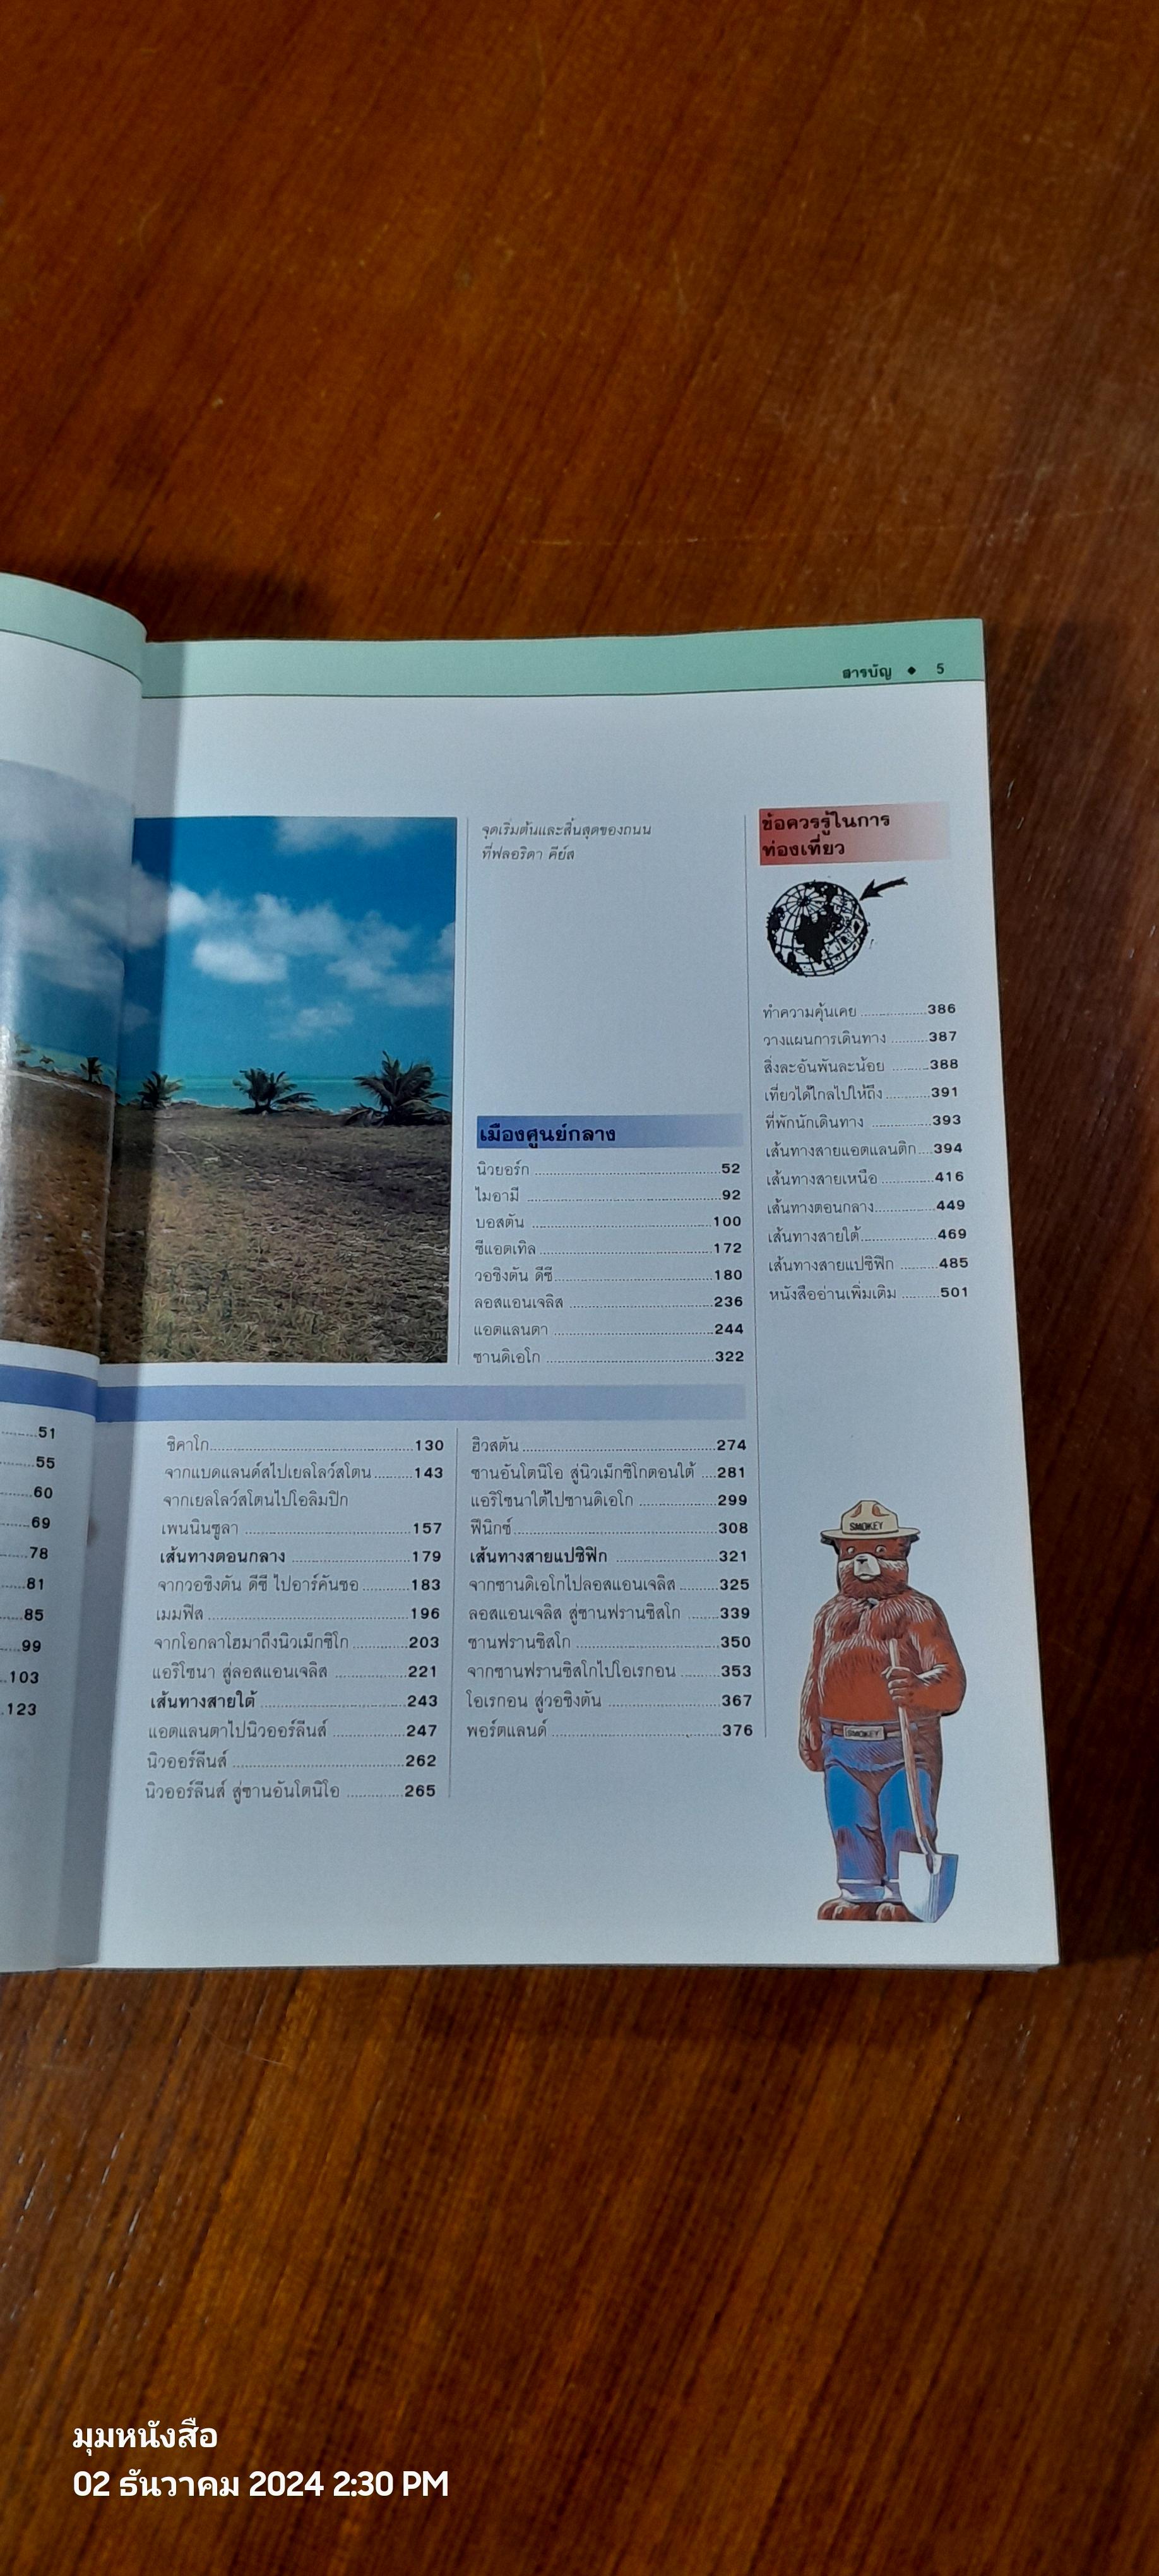 สารบัญ ◆ 5
จุดเริ่มต้นและสิ้นสุดของถนน
ที่ฟลอริดา คีย์ส
เมืองศูนย์กลาง
นิวยอร์ก ..........52
ไมอามี ..........92
บอสตัน ..........100
ซีแอตเทิล ..........172
วอชิงตัน ดีซี ..........180
ลอสแอนเจลิส ..........236
แอตแลนตา ..........244
ซานดิเอโก ..........322
ข้อควรรู้ในการ
ท่องเที่ยว
ทำความคุ้นเคย ..........386
วางแผนการเดินทาง ..........387
สิ่งละอันพันละน้อย ..........388
เที่ยวได้ไกลไปให้ถึง ..........391
ที่พักนักเดินทาง ..........393
เส้นทางสายแอตแลนติก ....394
เส้นทางสายเหนือ ..........416
เส้นทางตอนกลาง ..........449
เส้นทางสายใต้ ..........469
เส้นทางสายแปซิฟิก ..........485
หนังสืออ่านเพิ่มเติม ..........501
..........51
..........55
..........60
..........69
..........78
..........81
..........85
..........99
..103
.123
ชิคาโก ..........130
จากแบดแลนด์สไปเยลโลว์สโตน ..........143
จากเยลโลว์สโตนไปโอลิมปิก
เพนนินซูลา ..........157
เส้นทางตอนกลาง ..........179
จากวอชิงตัน ดีซี ไปอาร์คันซอ ..........183
เมมฟิส ..........196
จากโอกลาโฮมาถึงนิวเม็กซิโก ..........203
แอริโซนา สู่ลอสแอนเจลิส ..........221
เส้นทางสายใต้ ..........243
แอตแลนตาไปนิวออร์ลีนส์ ..........247
นิวออร์ลีนส์ ..........262
นิวออร์ลีนส์ สู่ซานอันโตนิโอ ..........265
ฮิวสตัน ..........274
ซานอันโตนิโอ สู่นิวเม็กซิโกตอนใต้ ....281
แอริโซนาใต้ไปซานดิเอโก ..........299
ฟีนิกซ์ ..........308
เส้นทางสายแปซิฟิก ..........321
จากซานดิเอโกไปลอสแอนเจลิส ..........325
ลอสแอนเจลิส สู่ซานฟรานซิสโก ..........339
ซานฟรานซิสโก ..........350
จากซานฟรานซิสโกไปโอเรกอน ..........353
โอเรกอน สู่วอชิงตัน ..........367
พอร์ตแลนด์ ..........376
SMOKEY
SMOKEY
มุมหนังสือ
02 ธันวาคม 2024 2:30 PM